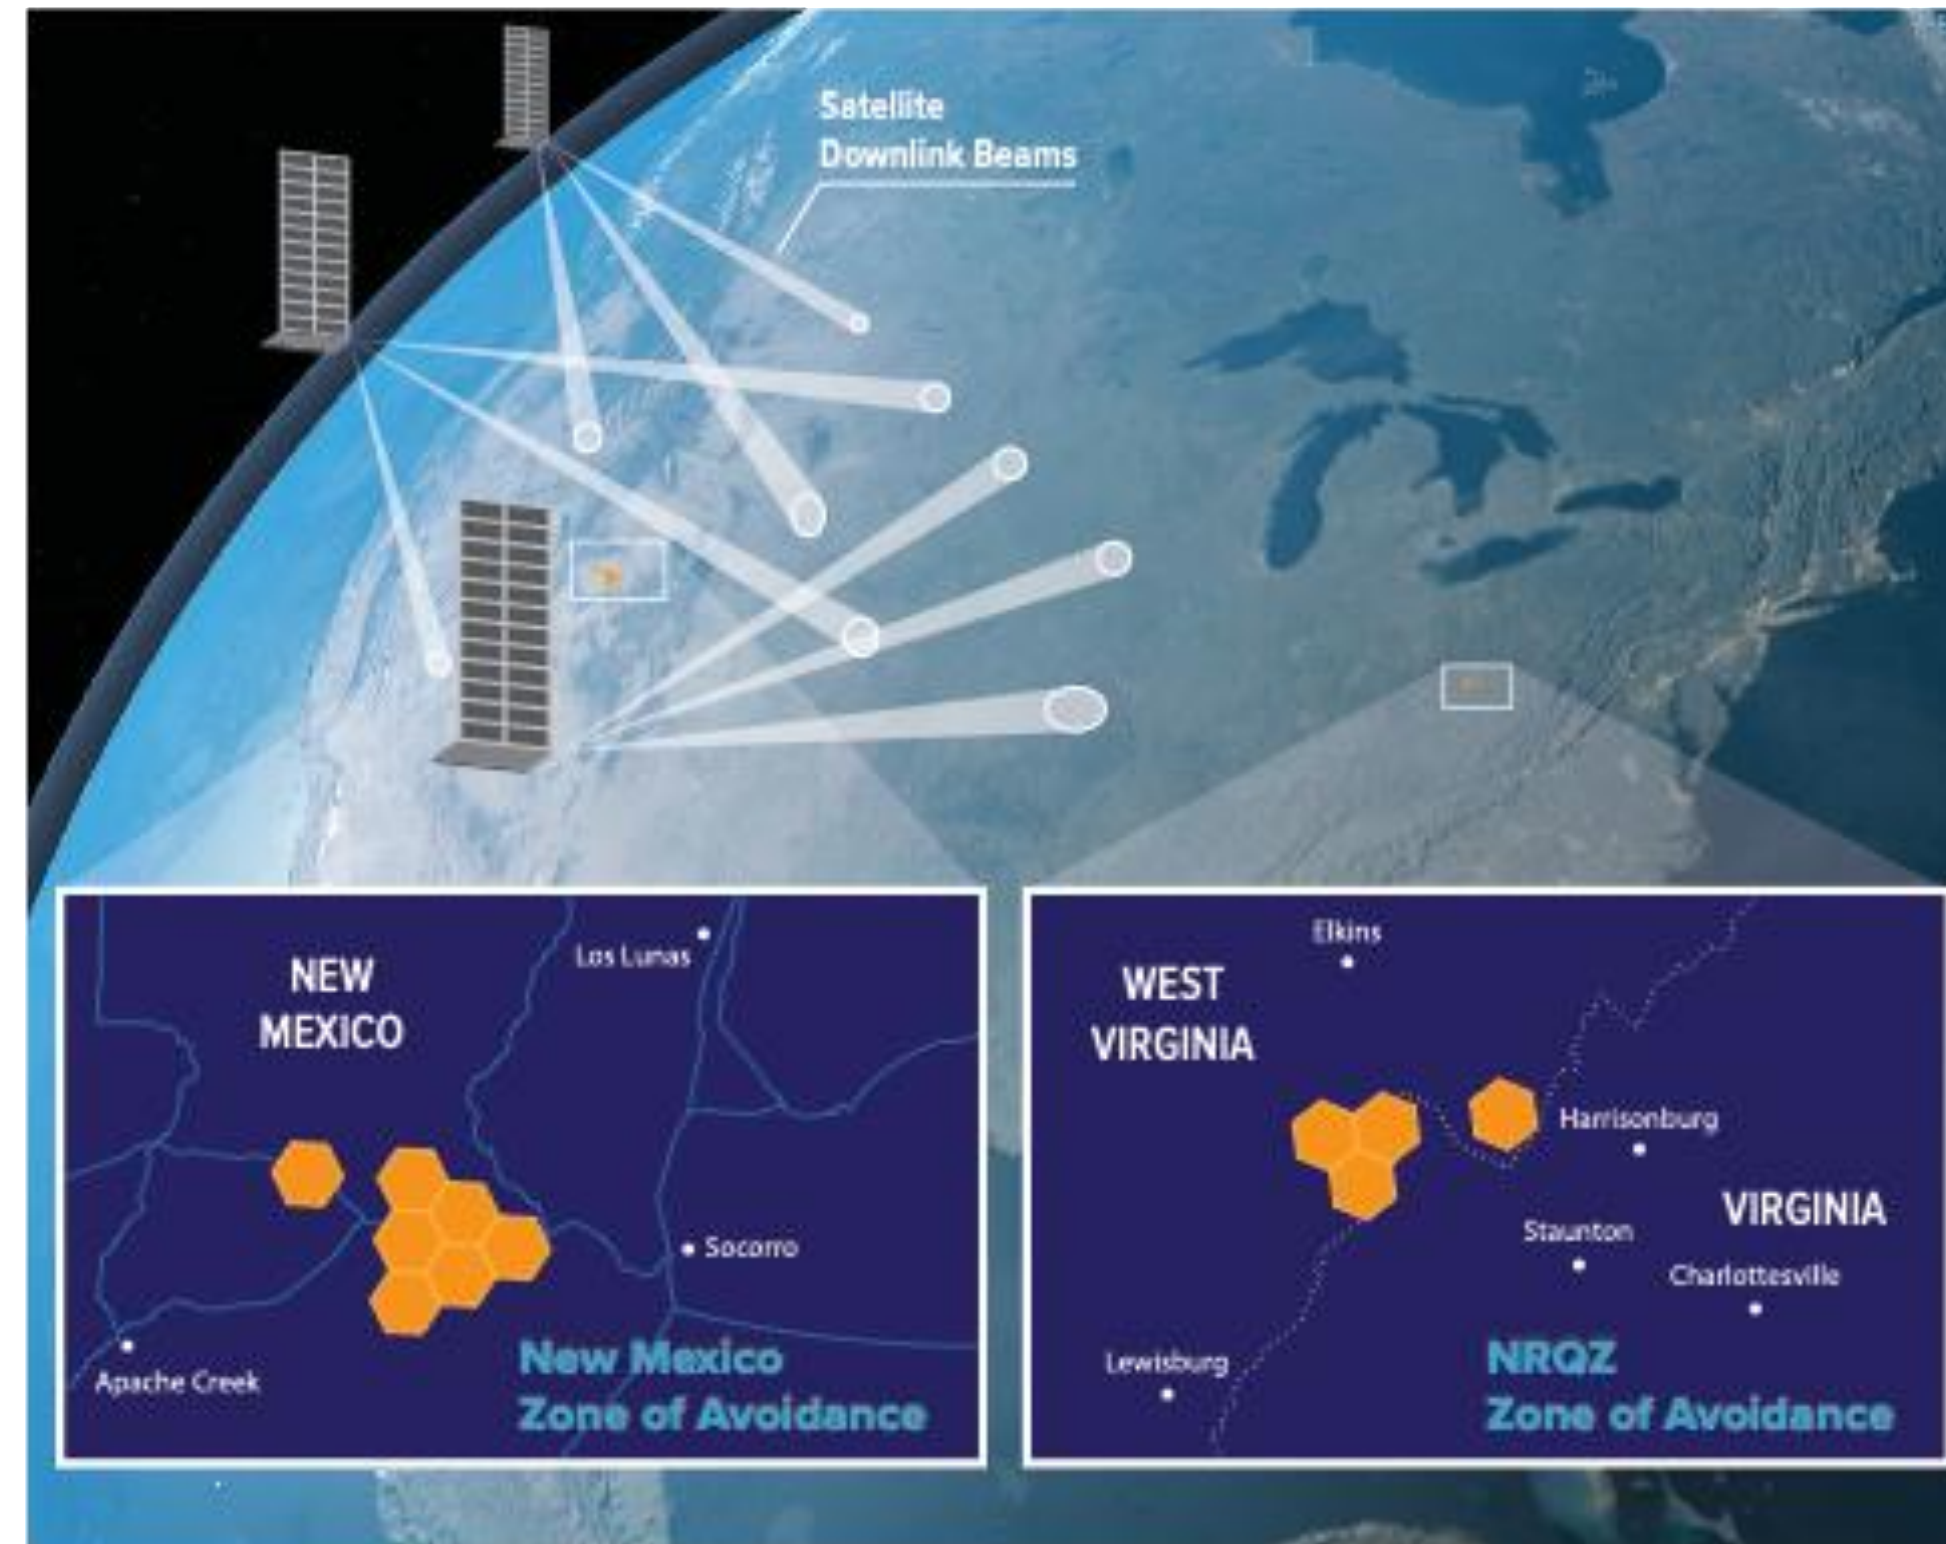 Satellite
Downlink Beams
NEW
MEXICO
Los Lunas
Socorro
Apache Creek
New Mexico
Zone of Avoidance
Elkins
WEST
VIRGINIA
Harrisonburg
VIRGINIA
Staunton
Charlottesville
Lewisburg
NRQZ
Zone of Avoidance